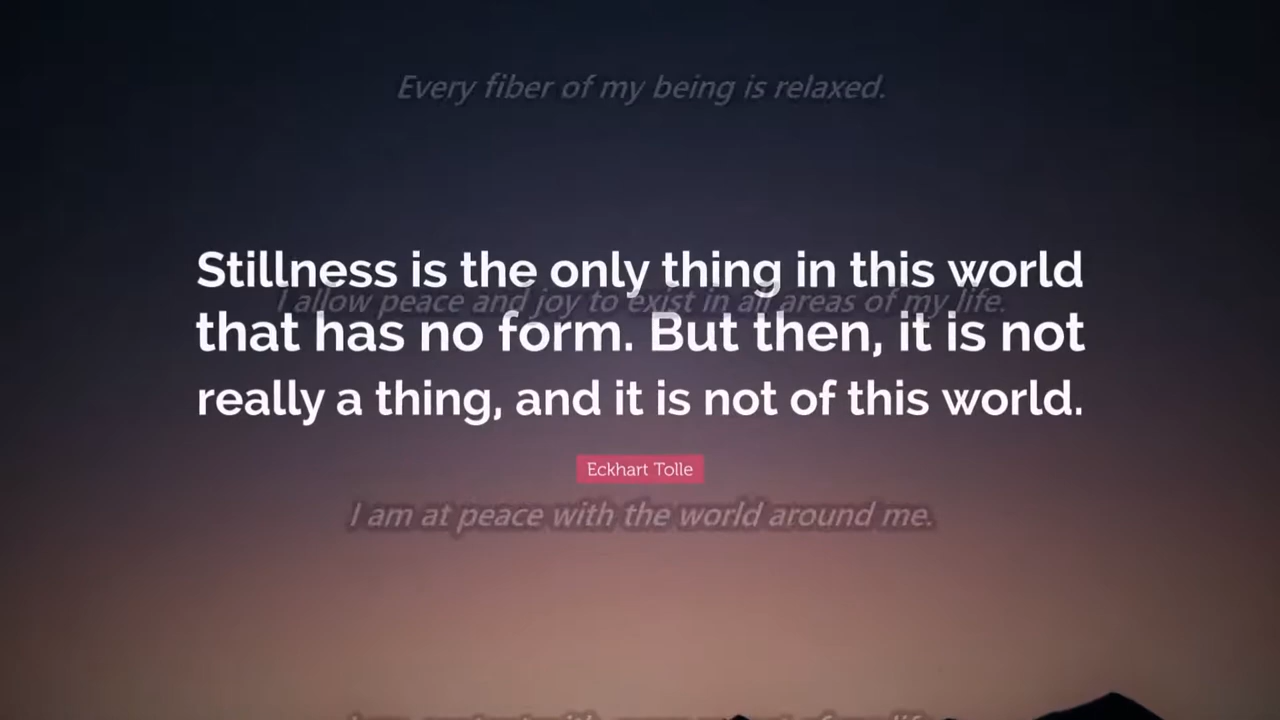 Every fiber of my being is relaxed.
Stillness is the only thing in this world
I allow peace and joy to exist in all areas of my life.
that has no form. But then, it is not
really a thing, and it is not of this world.
Eckhart Tolle
I am at peace with the world around me.